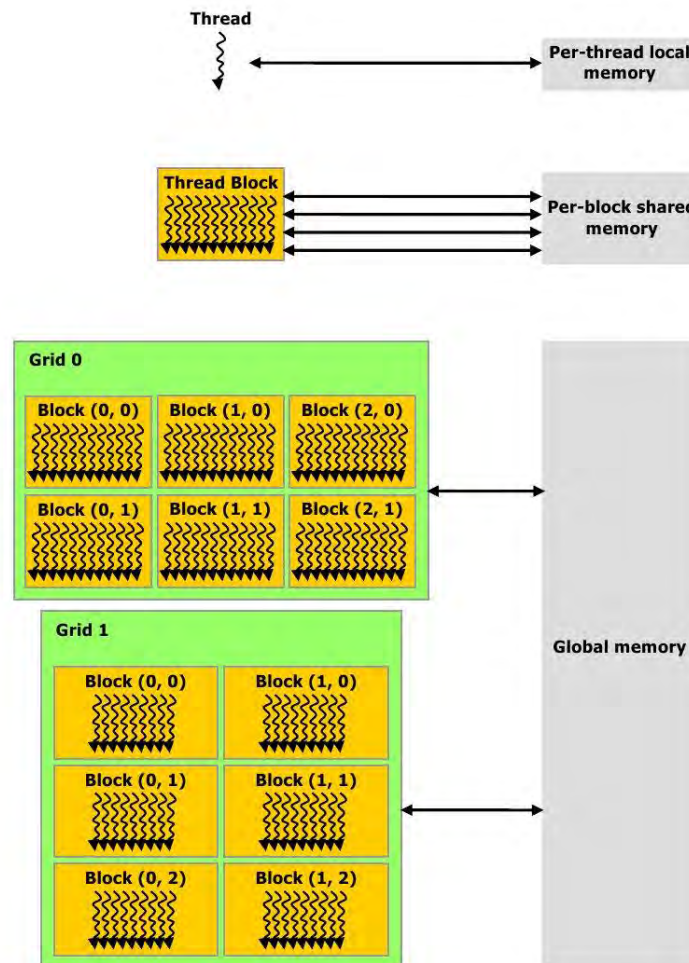 Thread
Per-thread local
memory
Thread Block
Per-block shared
memory
Grid 0
Block (0, 0)
Block (1, 0)
Block (2, 0)
Block (0, 1)
Block (1, 1)
Block (2, 1)
Global memory
Grid 1
Block (0, 0)
Block (1, 0)
Block (0, 1)
Block (1, 1)
Block (0, 2)
Block (1, 2)